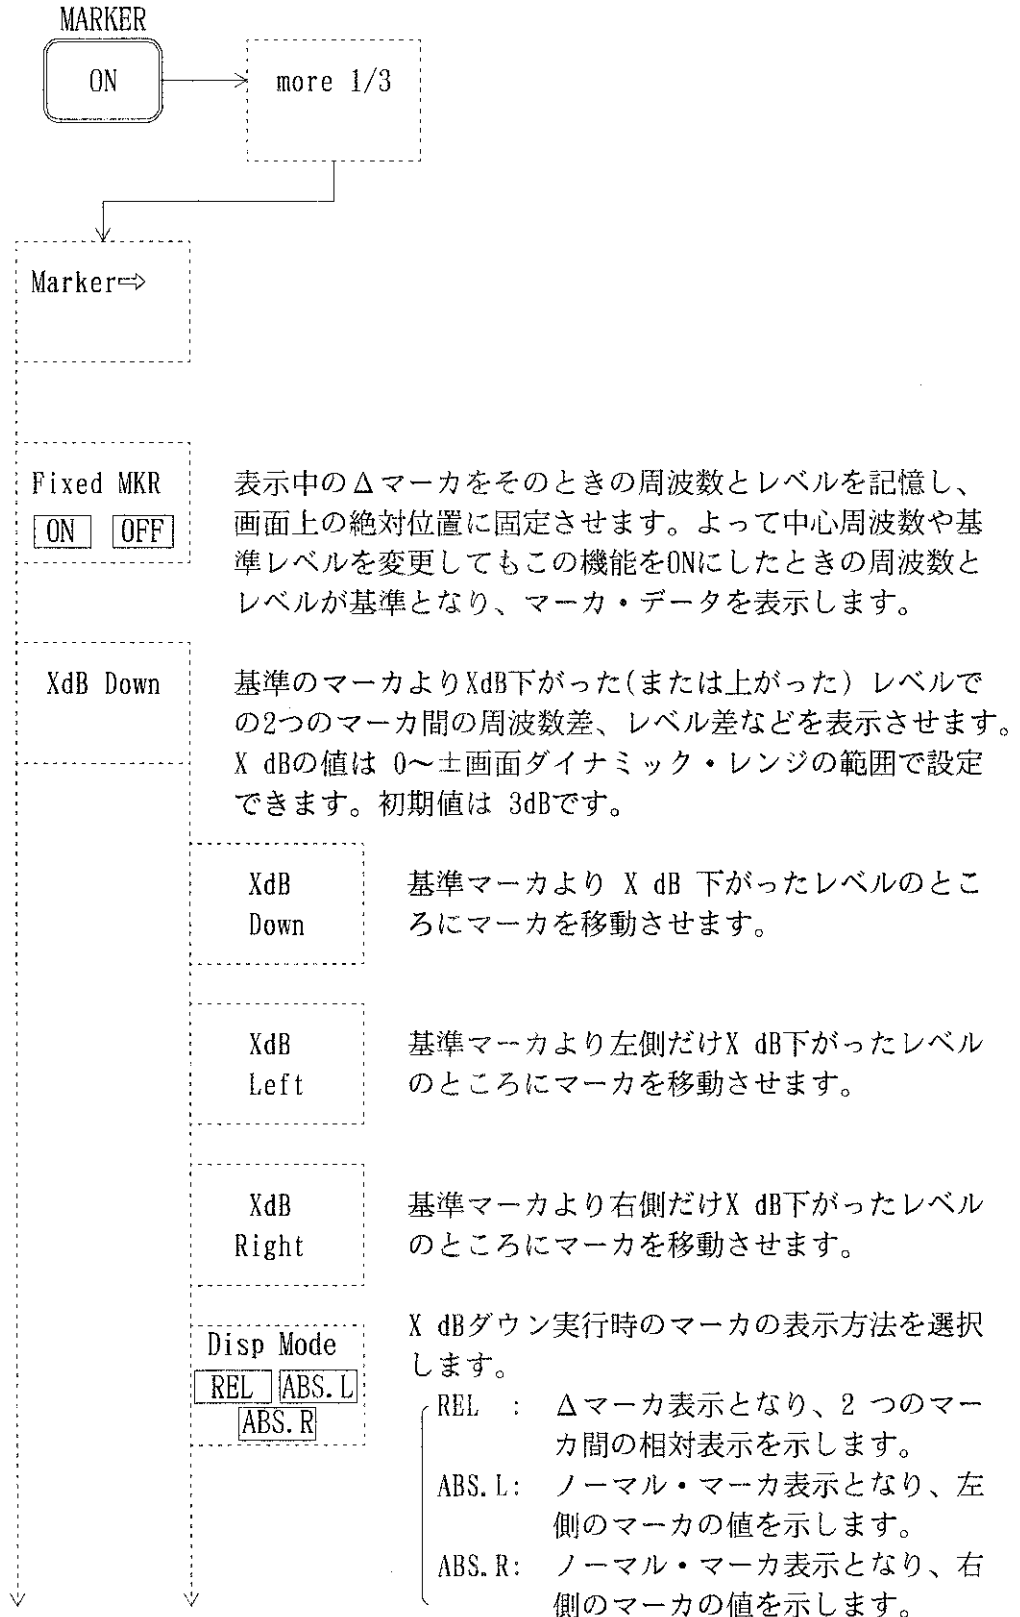 MARKER
ON
more 1/3
Marker⇨
Fixed MKR
ON OFF
表示中のΔマーカをそのときの周波数とレベルを記憶し、
画面上の絶対位置に固定させます。よって中心周波数や基
準レベルを変更してもこの機能をONにしたときの周波数と
レベルが基準となり、マーカ・データを表示します。
XdB Down
基準のマーカよりXdB下がった(または上がった) レベルで
の2つのマーカ間の周波数差、レベル差などを表示させます。
X dBの値は 0～±画面ダイナミック・レンジの範囲で設定
できます。初期値は 3dBです。
XdB
Down
基準マーカより X dB 下がったレベルのとこ
ろにマーカを移動させます。
XdB
Left
基準マーカより左側だけX dB下がったレベル
のところにマーカを移動させます。
XdB
Right
基準マーカより右側だけX dB下がったレベル
のところにマーカを移動させます。
Disp Mode
REL ABS.L
ABS.R
X dBダウン実行時のマーカの表示方法を選択
します。
REL : Δマーカ表示となり、2 つのマー
カ間の相対表示を示します。
ABS.L: ノーマル・マーカ表示となり、左
側のマーカの値を示します。
ABS.R: ノーマル・マーカ表示となり、右
側のマーカの値を示します。